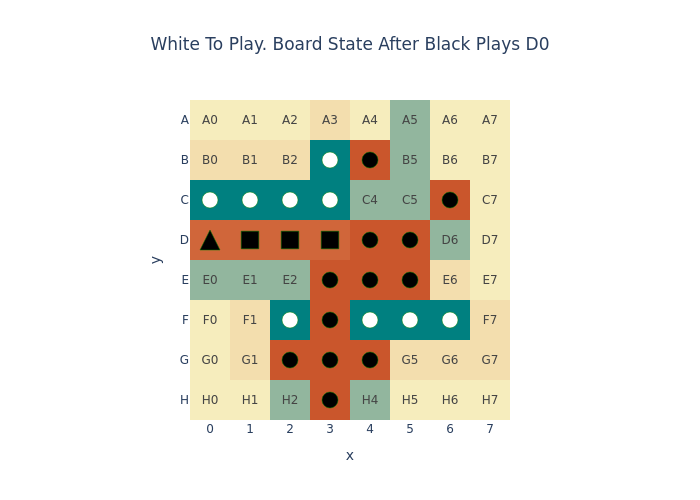 White To Play. Board State After Black Plays D0
A A0 A1 A2 A3 A4 A5 A6 A7
B B0 B1 B2 B5 B6 B7
C C4 C5 C7
D D6 D7
E E0 E1 E2 E6 E7
F F0 F1 F7
G G0 G1 G5 G6 G7
H H0 H1 H2 H4 H5 H6 H7
0 1 2 3 4 5 6 7
x
y